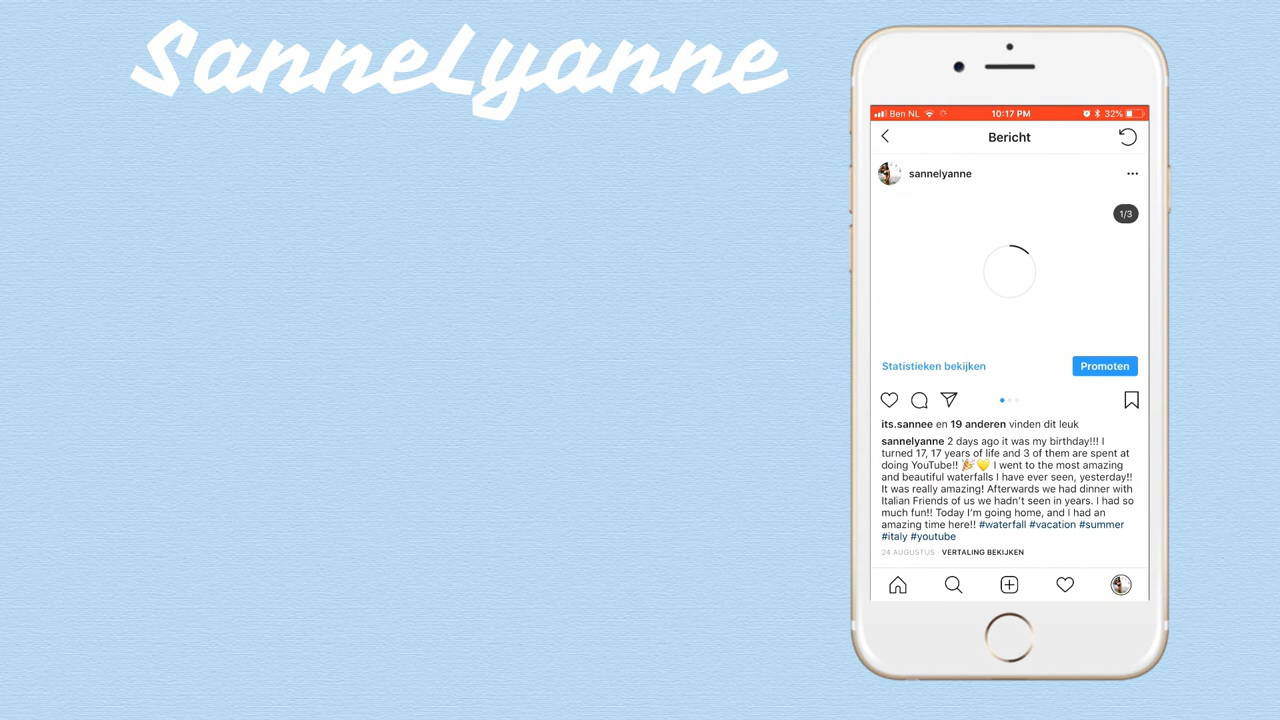 SanneLyanne
Ben NL 10:17 PM 32%
Bericht
sannelyanne
1/3
Statistieken bekijken Promoten
its.sannee en 19 anderen vinden dit leuk
sannelyanne 2 days ago it was my birthday!!! I
turned 17, 17 years of life and 3 of them are spent at
doing YouTube!! 🎉💛 I went to the most amazing
and beautiful waterfalls I have ever seen, yesterday!!
It was really amazing! Afterwards we had dinner with
Italian Friends of us we hadn't seen in years. I had so
much fun!! Today I'm going home, and I had an
amazing time here!! #waterfall #vacation #summer
#italy #youtube
24 AUGUSTUS · VERTALING BEKIJKEN